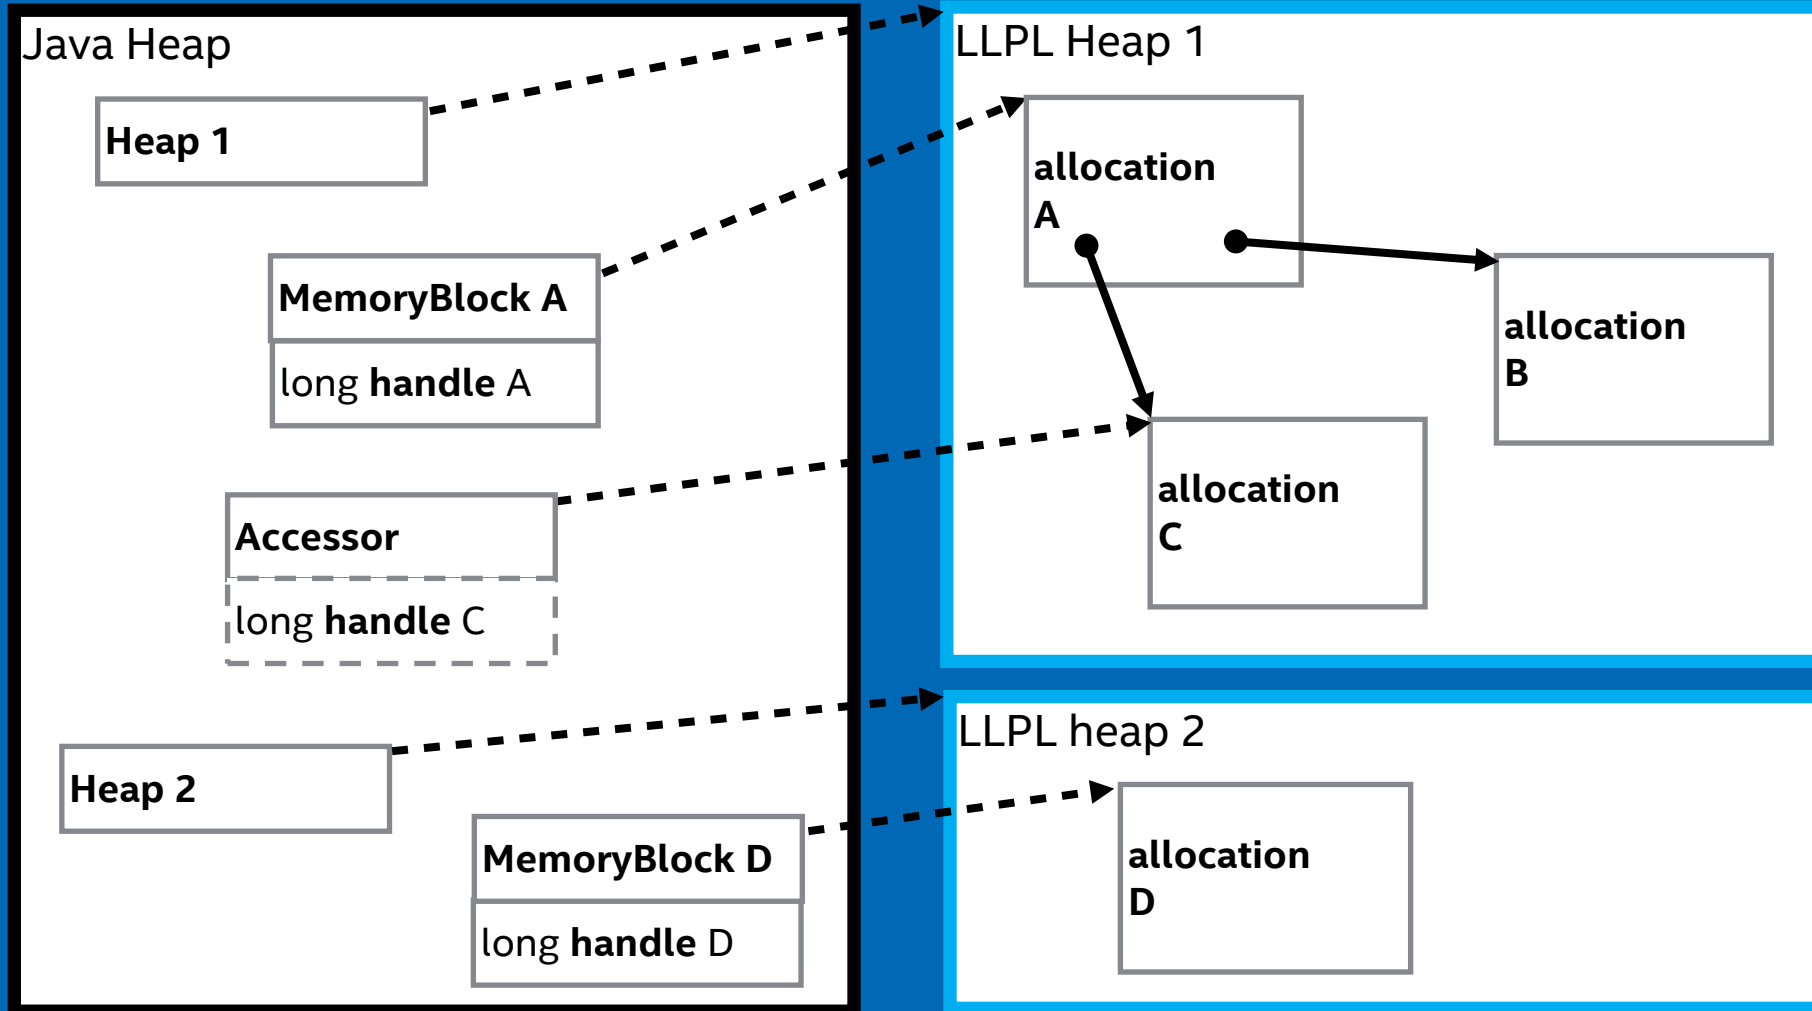 Java Heap
Heap 1
MemoryBlock A
long handle A
Accessor
long handle C
Heap 2
MemoryBlock D
long handle D
LLPL Heap 1
allocation
A
allocation
B
allocation
C
LLPL heap 2
allocation
D